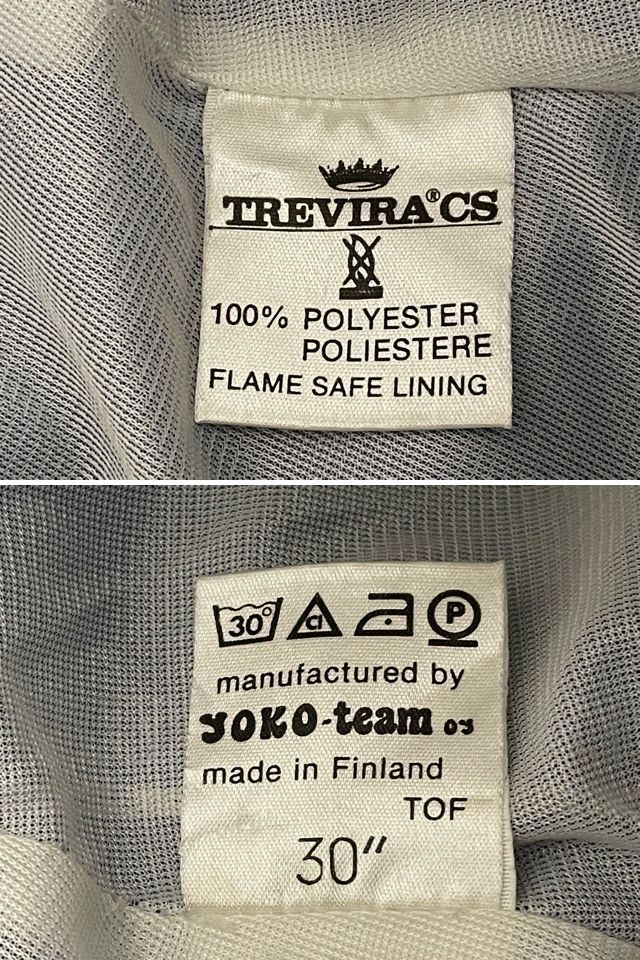 TREVIRA®CS
100% POLYESTER
POLIESTERE
FLAME SAFE LINING
30° Cl P
manufactured by
YOKO-team oy
made in Finland
TOF
30"